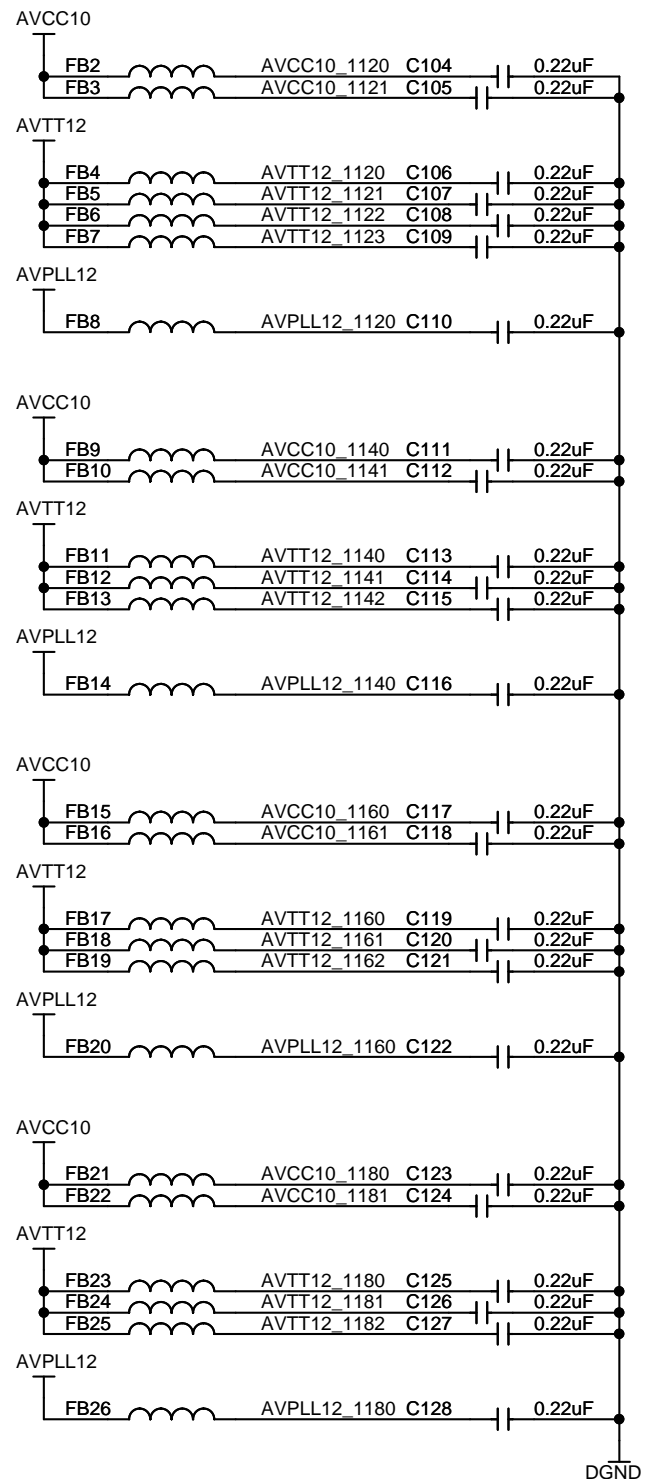 AVCC10
FB2 AVCC10_1120 C104 0.22uF
FB3 AVCC10_1121 C105 0.22uF
AVTT12
FB4 AVTT12_1120 C106 0.22uF
FB5 AVTT12_1121 C107 0.22uF
FB6 AVTT12_1122 C108 0.22uF
FB7 AVTT12_1123 C109 0.22uF
AVPLL12
FB8 AVPLL12_1120 C110 0.22uF
AVCC10
FB9 AVCC10_1140 C111 0.22uF
FB10 AVCC10_1141 C112 0.22uF
AVTT12
FB11 AVTT12_1140 C113 0.22uF
FB12 AVTT12_1141 C114 0.22uF
FB13 AVTT12_1142 C115 0.22uF
AVPLL12
FB14 AVPLL12_1140 C116 0.22uF
AVCC10
FB15 AVCC10_1160 C117 0.22uF
FB16 AVCC10_1161 C118 0.22uF
AVTT12
FB17 AVTT12_1160 C119 0.22uF
FB18 AVTT12_1161 C120 0.22uF
FB19 AVTT12_1162 C121 0.22uF
AVPLL12
FB20 AVPLL12_1160 C122 0.22uF
AVCC10
FB21 AVCC10_1180 C123 0.22uF
FB22 AVCC10_1181 C124 0.22uF
AVTT12
FB23 AVTT12_1180 C125 0.22uF
FB24 AVTT12_1181 C126 0.22uF
FB25 AVTT12_1182 C127 0.22uF
AVPLL12
FB26 AVPLL12_1180 C128 0.22uF
DGND